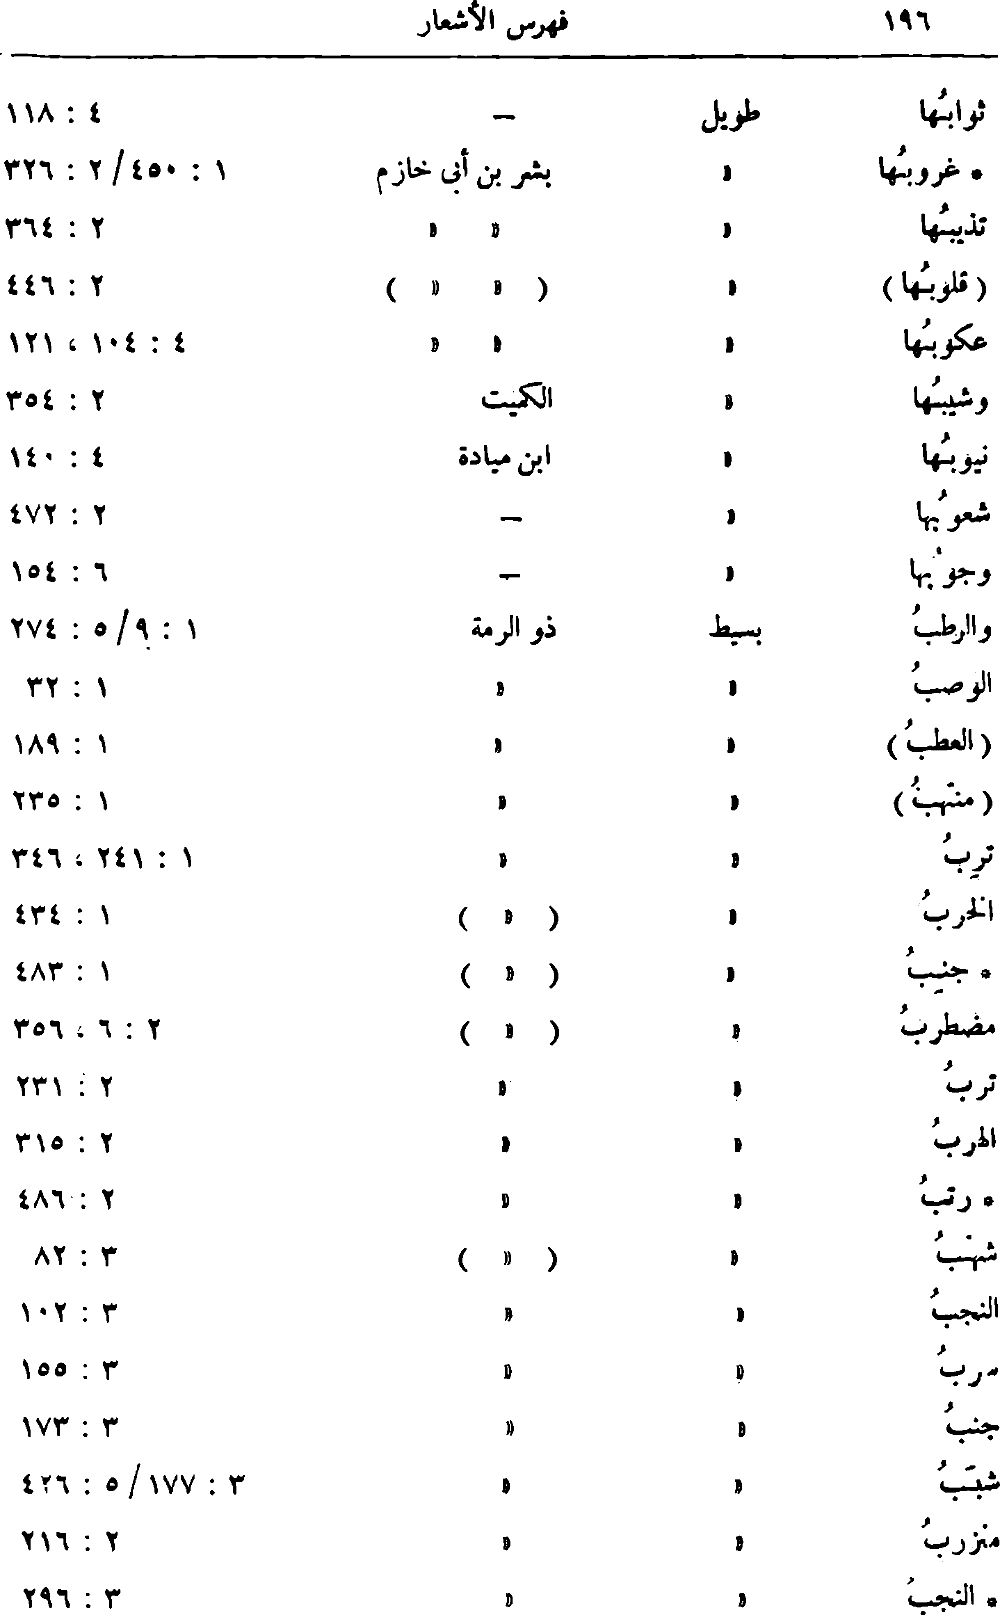 ١٩٦ فهرس الأشعار
ثوابُها طويل – ٤ : ١١٨
* غروبُها » بشر بن أبي خازم ١ : ٤٥٠ / ٢ : ٣٢٦
تذيبُها » » » ٢ : ٣٦٤
( قلوبُها ) » ( » » ) ٢ : ٤٤٦
عكوبُها » » » ٤ : ١٠٤ ، ١٢١
وشيبُها » الكميت ٢ : ٣٥٤
نيوبُها » ابن ميادة ٤ : ١٤٠
شعوبُها » – ٢ : ٤٧٢
وجوبُها » – ٦ : ١٥٤
والرطبُ بسيط ذو الرمة ١ : ٩ / ٥ : ٢٧٤
الوصبُ » » ١ : ٣٢
( العطبُ ) » » ١ : ١٨٩
( منتهبُ ) » » ١ : ٢٣٥
تَرِبُ » » ١ : ٢٤١ ، ٣٤٦
الخربُ » ( » ) ١ : ٤٣٤
* جنِبُ » ( » ) ١ : ٤٨٣
مضطربُ » ( » ) ٢ : ٦ ، ٣٥٦
تربُ » » ٢ : ٢٣١
الهربُ » » ٢ : ٣١٥
* رتبُ » » ٢ : ٤٨٦
شهبُ » ( » ) ٣ : ٨٢
النجبُ » » ٣ : ١٠٢
سربُ » » ٣ : ١٥٥
جنبُ » » ٣ : ١٧٣
شببُ » » ٣ : ١٧٧ / ٥ : ٤٢٦
منزربُ » » ٢ : ٢١٦
* النجبُ » » ٣ : ٢٩٦